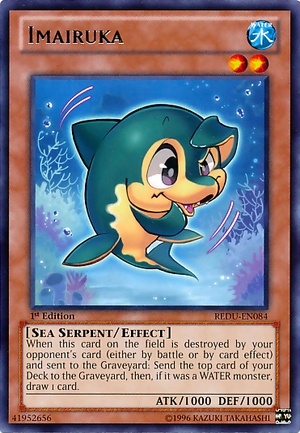 IMAIRUKA
WATER
水
1st Edition
REDU-EN084
[SEA SERPENT/EFFECT]
When this card on the field is destroyed by your
opponent's card (either by battle or by card effect)
and sent to the Graveyard: Send the top card of your
Deck to the Graveyard, then, if it was a WATER monster,
draw 1 card.
ATK/1000 DEF/1000
41952656
©1996 KAZUKI TAKAHASHI